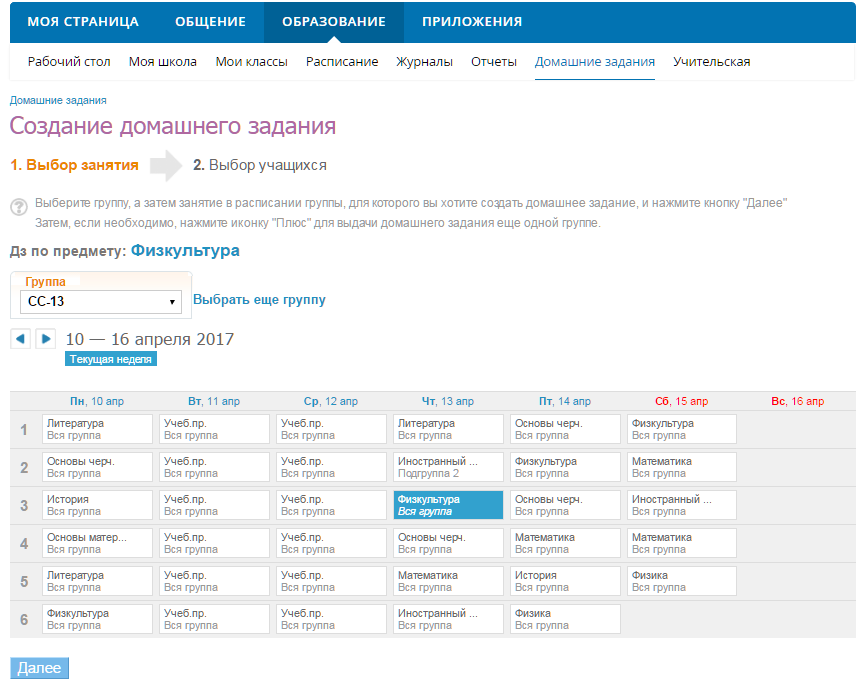 МОЯ СТРАНИЦА ОБЩЕНИЕ ОБРАЗОВАНИЕ ПРИЛОЖЕНИЯ
Рабочий стол Моя школа Мои классы Расписание Журналы Отчеты Домашние задания Учительская
Домашние задания
Создание домашнего задания
1. Выбор занятия 2. Выбор учащихся
? Выберите группу, а затем занятие в расписании группы, для которого вы хотите создать домашнее задание, и нажмите кнопку "Далее"
Затем, если необходимо, нажмите иконку "Плюс" для выдачи домашнего задания еще одной группе.
Дз по предмету: Физкультура
Группа
СС-13 Выбрать еще группу
10 — 16 апреля 2017
Текущая неделя
Пн, 10 апр Вт, 11 апр Ср, 12 апр Чт, 13 апр Пт, 14 апр Сб, 15 апр Вс, 16 апр
1 Литература Учеб.пр. Учеб.пр. Литература Основы черч. Физкультура
Вся группа Вся группа Вся группа Вся группа Вся группа Вся группа
2 Основы черч. Учеб.пр. Учеб.пр. Иностранный ... Физкультура Математика
Вся группа Вся группа Вся группа Подгруппа 2 Вся группа Вся группа
3 История Учеб.пр. Учеб.пр. Физкультура Основы черч. Иностранный ...
Вся группа Вся группа Вся группа Вся группа Вся группа Вся группа
4 Основы матер... Учеб.пр. Учеб.пр. Основы черч. Математика Математика
Вся группа Вся группа Вся группа Вся группа Вся группа Вся группа
5 Литература Учеб.пр. Учеб.пр. Математика История Физика
Вся группа Вся группа Вся группа Вся группа Вся группа Вся группа
6 Физкультура Учеб.пр. Учеб.пр. Иностранный ... Физика
Вся группа Вся группа Вся группа Вся группа Вся группа
Далее